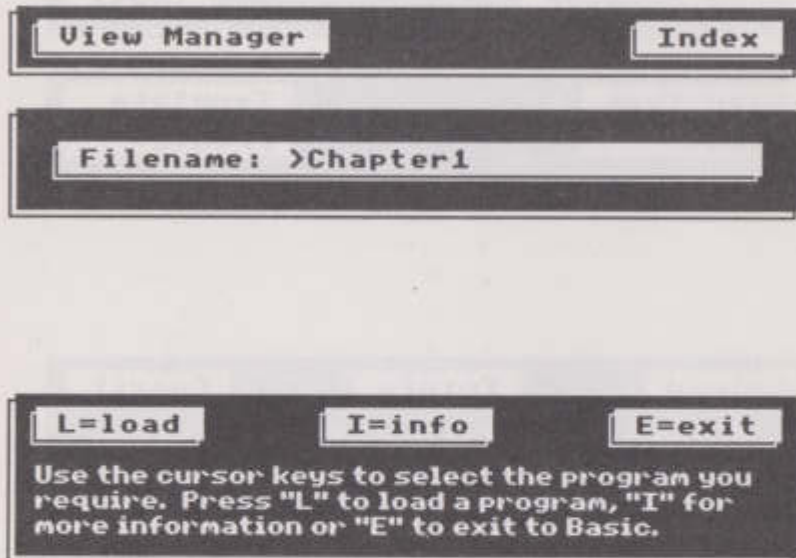 View Manager Index
Filename: >Chapter1
L=load I=info E=exit
Use the cursor keys to select the program you
require. Press "L" to load a program, "I" for
more information or "E" to exit to Basic.